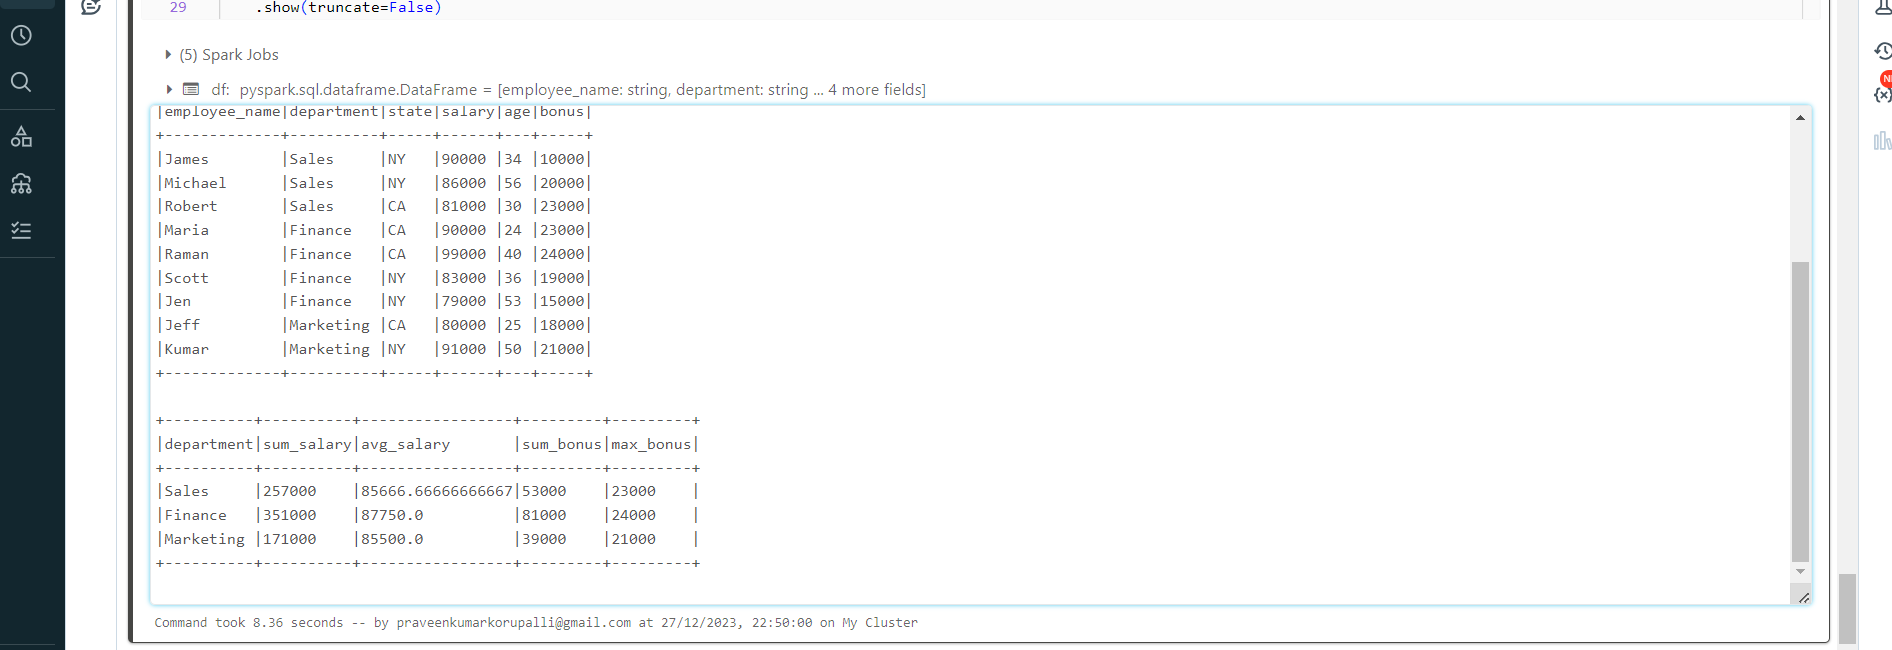 29 .show(truncate=False)
(5) Spark Jobs
df: pyspark.sql.dataframe.DataFrame = [employee_name: string, department: string ... 4 more fields]
|employee_name|department|state|salary|age|bonus|
+-------------+----------+-----+------+---+-----+
|James        |Sales     |NY   |90000 |34 |10000|
|Michael      |Sales     |NY   |86000 |56 |20000|
|Robert       |Sales     |CA   |81000 |30 |23000|
|Maria        |Finance   |CA   |90000 |24 |23000|
|Raman        |Finance   |CA   |99000 |40 |24000|
|Scott        |Finance   |NY   |83000 |36 |19000|
|Jen          |Finance   |NY   |79000 |53 |15000|
|Jeff         |Marketing |CA   |80000 |25 |18000|
|Kumar        |Marketing |NY   |91000 |50 |21000|
+-------------+----------+-----+------+---+-----+
+----------+----------+-----------------+---------+---------+
|department|sum_salary|avg_salary       |sum_bonus|max_bonus|
+----------+----------+-----------------+---------+---------+
|Sales     |257000    |85666.66666666667|53000    |23000    |
|Finance   |351000    |87750.0          |81000    |24000    |
|Marketing |171000    |85500.0          |39000    |21000    |
+----------+----------+-----------------+---------+---------+
Command took 8.36 seconds -- by praveenkumarkorupalli@gmail.com at 27/12/2023, 22:50:00 on My Cluster